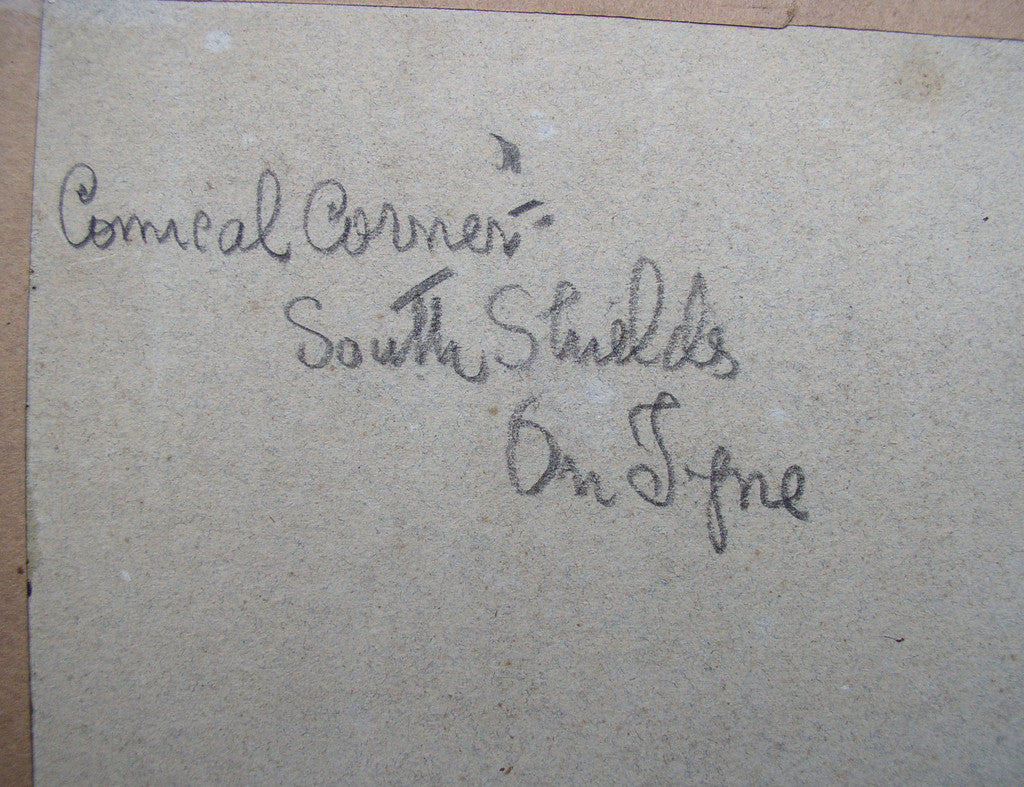 Comical Corner-
South Shields
On Tyne